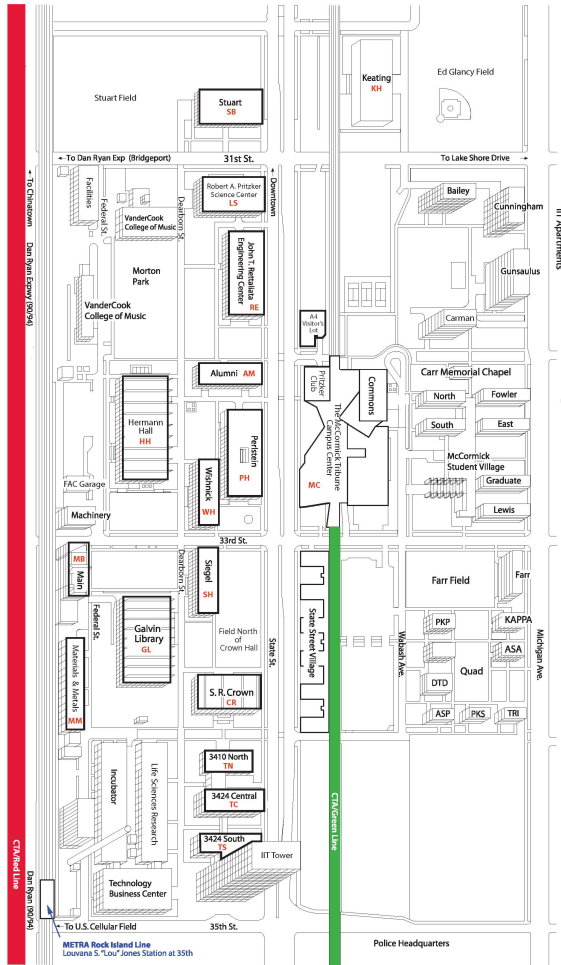 Stuart Field
Stuart
SB
Keating
KH
Ed Glancy Field
To Dan Ryan Exp (Bridgeport)
31st St.
To Lake Shore Drive
To Chinatown
Dan Ryan Expwy (90/94)
Facilities
Federal St.
VanderCook
College of Music
Dearborn St.
Robert A. Pritzker
Science Center
LS
Downtown
Bailey
Cunningham
IIT Apartments
John T. Rettaliata
Engineering Center
RE
Morton
Park
VanderCook
College of Music
Gunsaulus
A4
Visitor's
Lot
Carman
Alumni AM
Pritzker
Club
Commons
Carr Memorial Chapel
North
Fowler
Hermann
Hall
HH
Perlstein
PH
The McCormick Tribune
Campus Center
MC
South
East
McCormick
Student Village
Wishnick
WH
FAC Garage
Graduate
Machinery
Lewis
33rd St.
MB
Main
Dearborn St.
Siegel
SH
Farr Field
Farr
Federal St.
Galvin
Library
GL
Field North
of
Crown Hall
State St.
State Street Village
Wabash Ave.
PKP
KAPPA
Michigan Ave.
Materials & Metals
MM
ASA
Quad
S. R. Crown
CR
DTD
ASP
PKS
TRI
3410 North
TN
Incubator
Life Sciences Research
3424 Central
TC
CTA/Green Line
CTA/Red Line
3424 South
TS
IIT Tower
Technology
Business Center
Dan Ryan (90/94)
To U.S. Cellular Field
35th St.
Police Headquarters
METRA Rock Island Line
Louvana S. "Lou" Jones Station at 35th